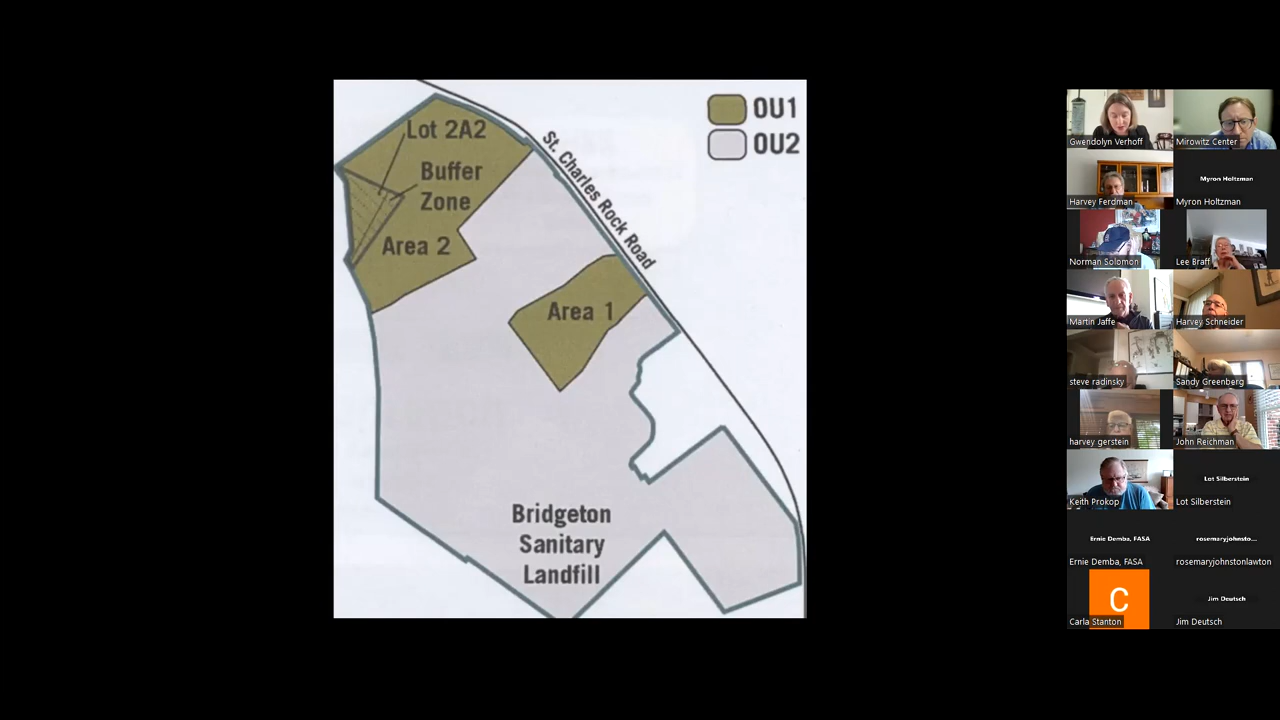 OU1
OU2
St. Charles Rock Road
Lot 2A2
Buffer
Zone
Area 2
Area 1
Bridgeton
Sanitary
Landfill
Gwendolyn Verhoff
Mirowitz Center
Harvey Ferdman
Myron Holtzman
Myron Holtzman
Norman Solomon
Lee Braff
Martin Jaffe
Harvey Schneider
steve radinsky
Sandy Greenberg
harvey gerstein
John Reichman
Keith Prokop
Lot Silberstein
Lot Silberstein
Ernie Demba, FASA
Ernie Demba, FASA
rosemaryjohnsto...
rosemaryjohnstonlawton
C
Carla Stanton
Jim Deutsch
Jim Deutsch